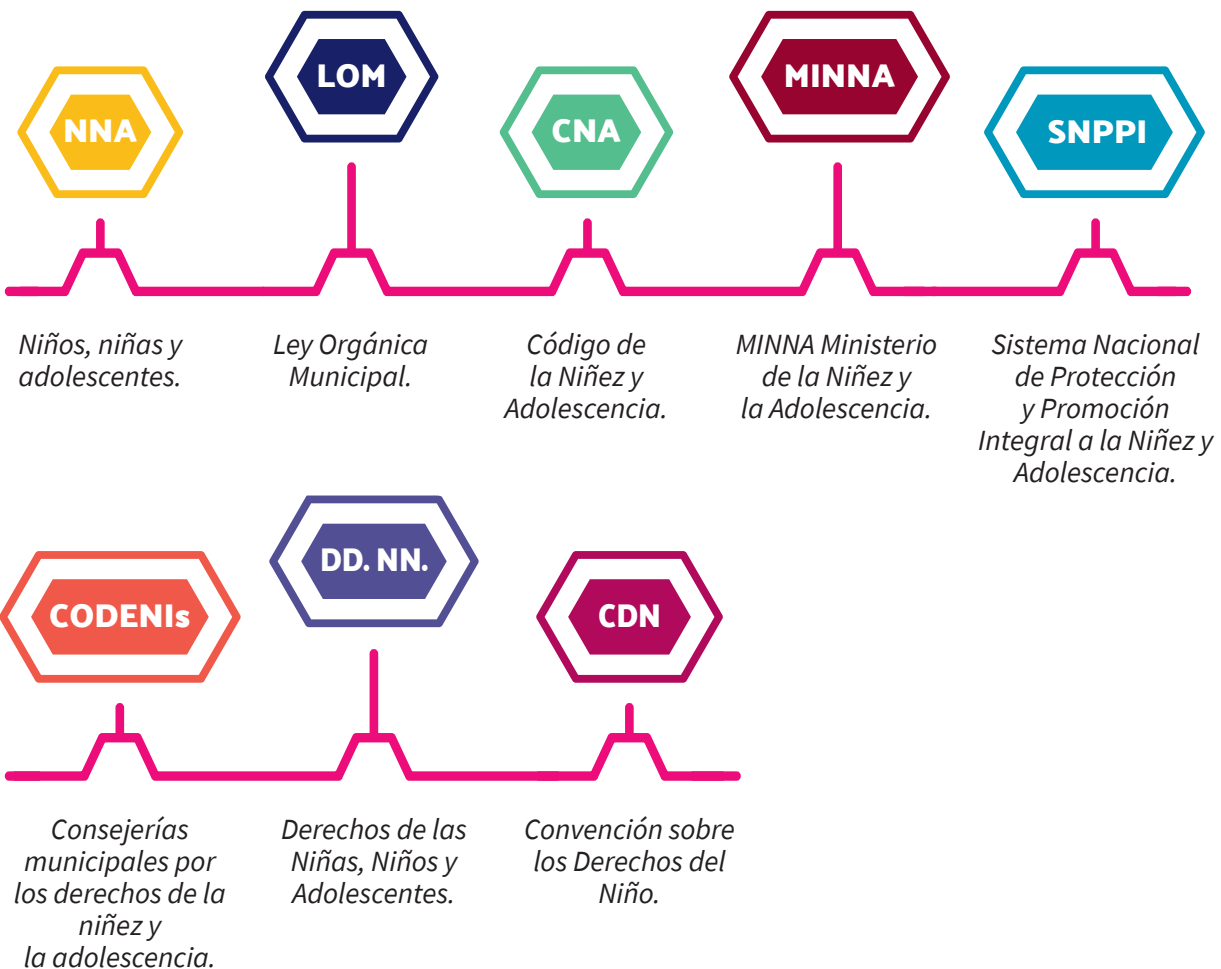 NNA
LOM
CNA
MINNA
SNPPI
Niños, niñas y
adolescentes.
Ley Orgánica
Municipal.
Código de
la Niñez y
Adolescencia.
MINNA Ministerio
de la Niñez y
la Adolescencia.
Sistema Nacional
de Protección
y Promoción
Integral a la Niñez y
Adolescencia.
CODENIs
DD. NN.
CDN
Consejerías
municipales por
los derechos de la
niñez y
la adolescencia.
Derechos de las
Niñas, Niños y
Adolescentes.
Convención sobre
los Derechos del
Niño.